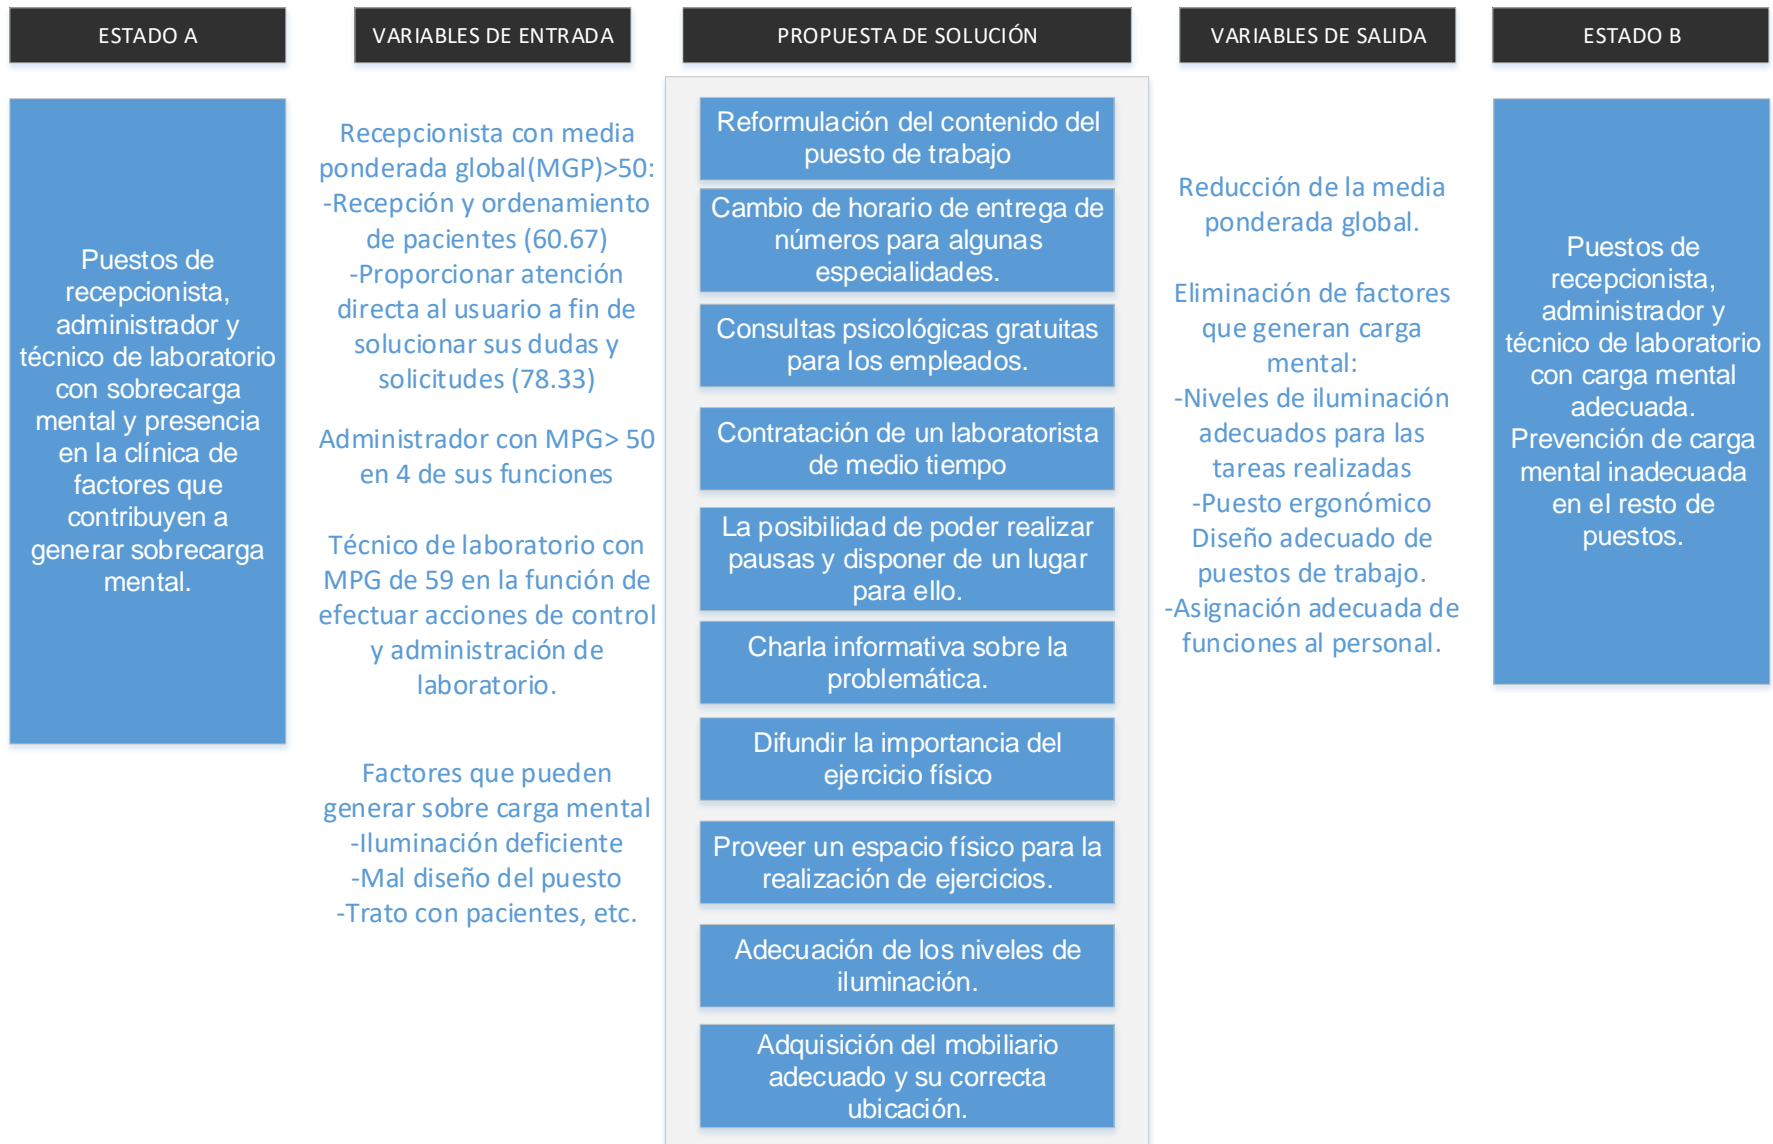 ESTADO A
VARIABLES DE ENTRADA
PROPUESTA DE SOLUCIÓN
VARIABLES DE SALIDA
ESTADO B
Puestos de
recepcionista,
administrador y
técnico de laboratorio
con sobrecarga
mental y presencia
en la clínica de
factores que
contribuyen a
generar sobrecarga
mental.
Recepcionista con media
ponderada global(MGP)>50:
-Recepción y ordenamiento
de pacientes (60.67)
-Proporcionar atención
directa al usuario a fin de
solucionar sus dudas y
solicitudes (78.33)
Administrador con MPG> 50
en 4 de sus funciones
Técnico de laboratorio con
MPG de 59 en la función de
efectuar acciones de control
y administración de
laboratorio.
Factores que pueden
generar sobre carga mental
-Iluminación deficiente
-Mal diseño del puesto
-Trato con pacientes, etc.
Reformulación del contenido del
puesto de trabajo
Cambio de horario de entrega de
números para algunas
especialidades.
Consultas psicológicas gratuitas
para los empleados.
Contratación de un laboratorista
de medio tiempo
La posibilidad de poder realizar
pausas y disponer de un lugar
para ello.
Charla informativa sobre la
problemática.
Difundir la importancia del
ejercicio físico
Proveer un espacio físico para la
realización de ejercicios.
Adecuación de los niveles de
iluminación.
Adquisición del mobiliario
adecuado y su correcta
ubicación.
Reducción de la media
ponderada global.
Eliminación de factores
que generan carga
mental:
-Niveles de iluminación
adecuados para las
tareas realizadas
-Puesto ergonómico
Diseño adecuado de
puestos de trabajo.
-Asignación adecuada de
funciones al personal.
Puestos de
recepcionista,
administrador y
técnico de laboratorio
con carga mental
adecuada.
Prevención de carga
mental inadecuada
en el resto de
puestos.